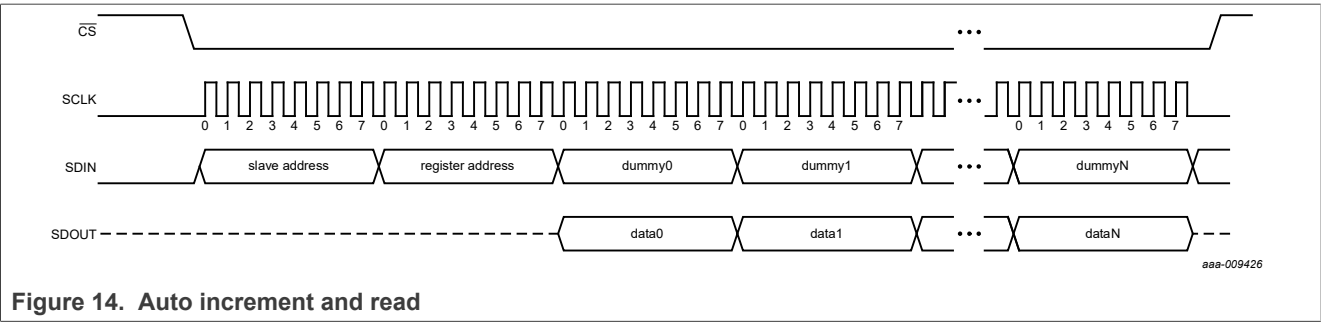 CS
SCLK
0 1 2 3 4 5 6 7 0 1 2 3 4 5 6 7 0 1 2 3 4 5 6 7 0 1 2 3 4 5 6 7 0 1 2 3 4 5 6 7
SDIN slave address register address dummy0 dummy1 dummyN
SDOUT data0 data1 dataN
aaa-009426
Figure 14. Auto increment and read